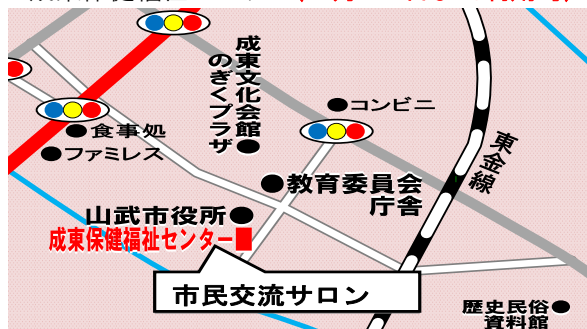 成東文化会館
のぎくプラザ
コンビニ
食事処
ファミレス
東金線
教育委員会
庁舎
山武市役所
成東保健福祉センター
市民交流サロン
歴史民俗
資料館